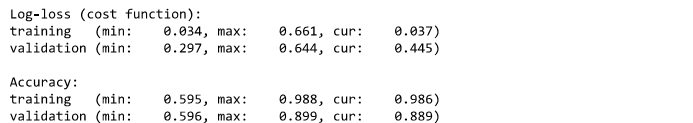 Log-loss (cost function):
training   (min:    0.034, max:    0.661, cur:    0.037)
validation (min:    0.297, max:    0.644, cur:    0.445)

Accuracy:
training   (min:    0.595, max:    0.988, cur:    0.986)
validation (min:    0.596, max:    0.899, cur:    0.889)